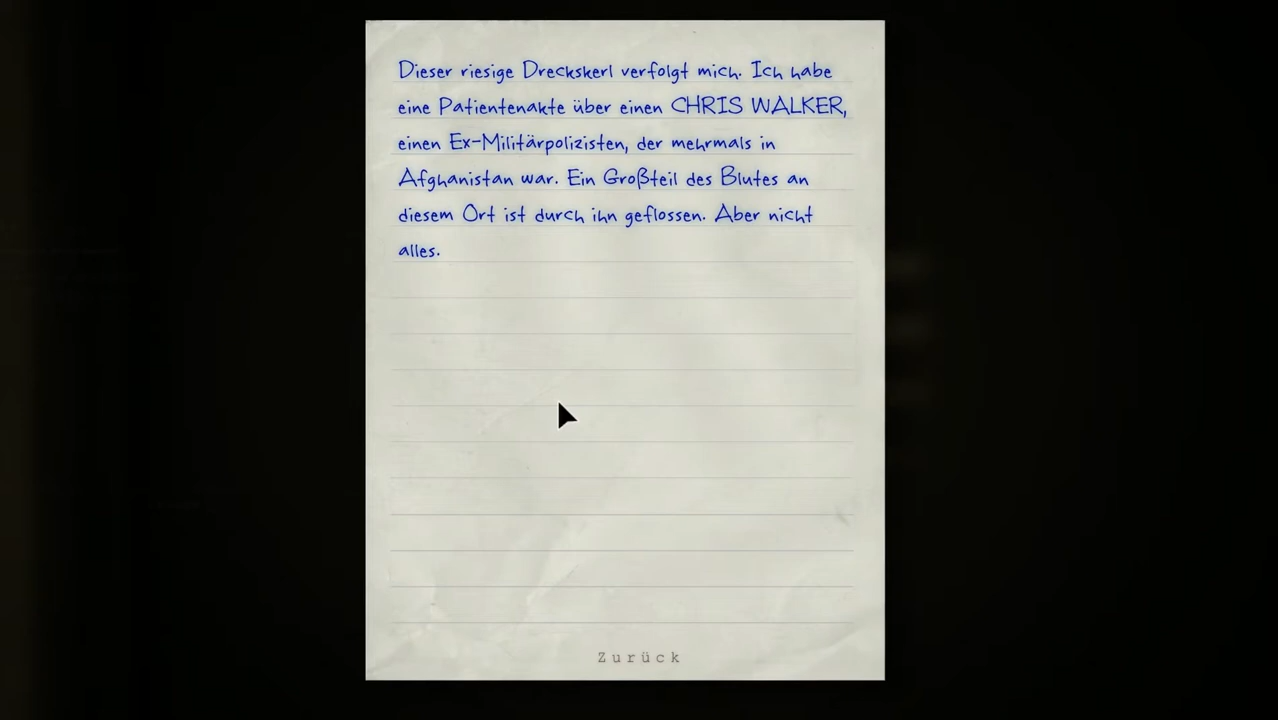 Dieser riesige Dreckskerl verfolgt mich. Ich habe
eine Patientenakte über einen CHRIS WALKER,
einen Ex-Militärpolizisten, der mehrmals in
Afghanistan war. Ein Großteil des Blutes an
diesem Ort ist durch ihn geflossen. Aber nicht
alles.
Zurück